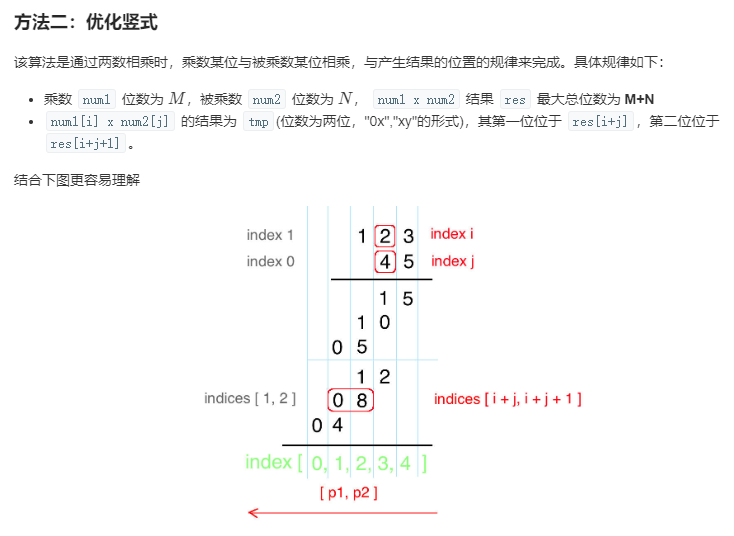 方法二：优化竖式
该算法是通过两数相乘时，乘数某位与被乘数某位相乘，与产生结果的位置的规律来完成。具体规律如下：
• 乘数 num1 位数为 M，被乘数 num2 位数为 N， num1 x num2 结果 res 最大总位数为 M+N
• num1[i] x num2[j] 的结果为 tmp (位数为两位，"0x","xy"的形式)，其第一位位于 res[i+j]，第二位位于
res[i+j+1]。
结合下图更容易理解
index 1 1 2 3 index i
index 0 4 5 index j
1 5
1 0
0 5
1 2
indices [ 1, 2 ] 0 8 indices [ i + j, i + j + 1 ]
0 4
index [ 0, 1, 2, 3, 4 ]
[ p1, p2 ]